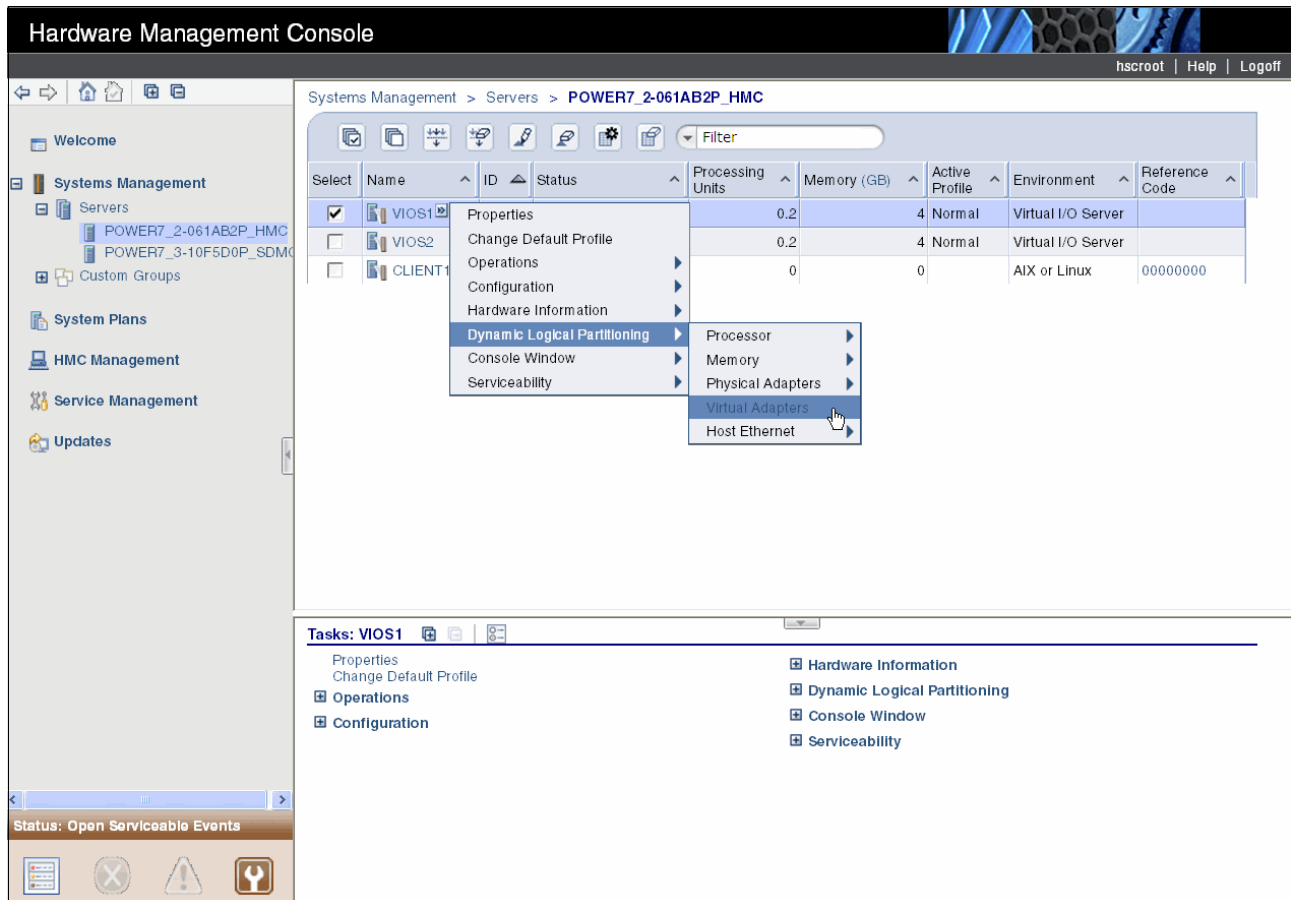 Hardware Management Console
hscroot | Help | Logoff
Welcome
Systems Management
Servers
POWER7_2-061AB2P_HMC
POWER7_3-10F5D0P_SDMC
Custom Groups
System Plans
HMC Management
Service Management
Updates
Status: Open Serviceable Events
Systems Management > Servers > POWER7_2-061AB2P_HMC
Filter
Select Name ID Status Processing Units Memory (GB) Active Profile Environment Reference Code
VIOS1 0.2 4 Normal Virtual I/O Server
VIOS2 0.2 4 Normal Virtual I/O Server
CLIENT1 0 0 AIX or Linux 00000000
Properties
Change Default Profile
Operations
Configuration
Hardware Information
Dynamic Logical Partitioning
Console Window
Serviceability
Processor
Memory
Physical Adapters
Virtual Adapters
Host Ethernet
Tasks: VIOS1
Properties
Change Default Profile
Operations
Configuration
Hardware Information
Dynamic Logical Partitioning
Console Window
Serviceability